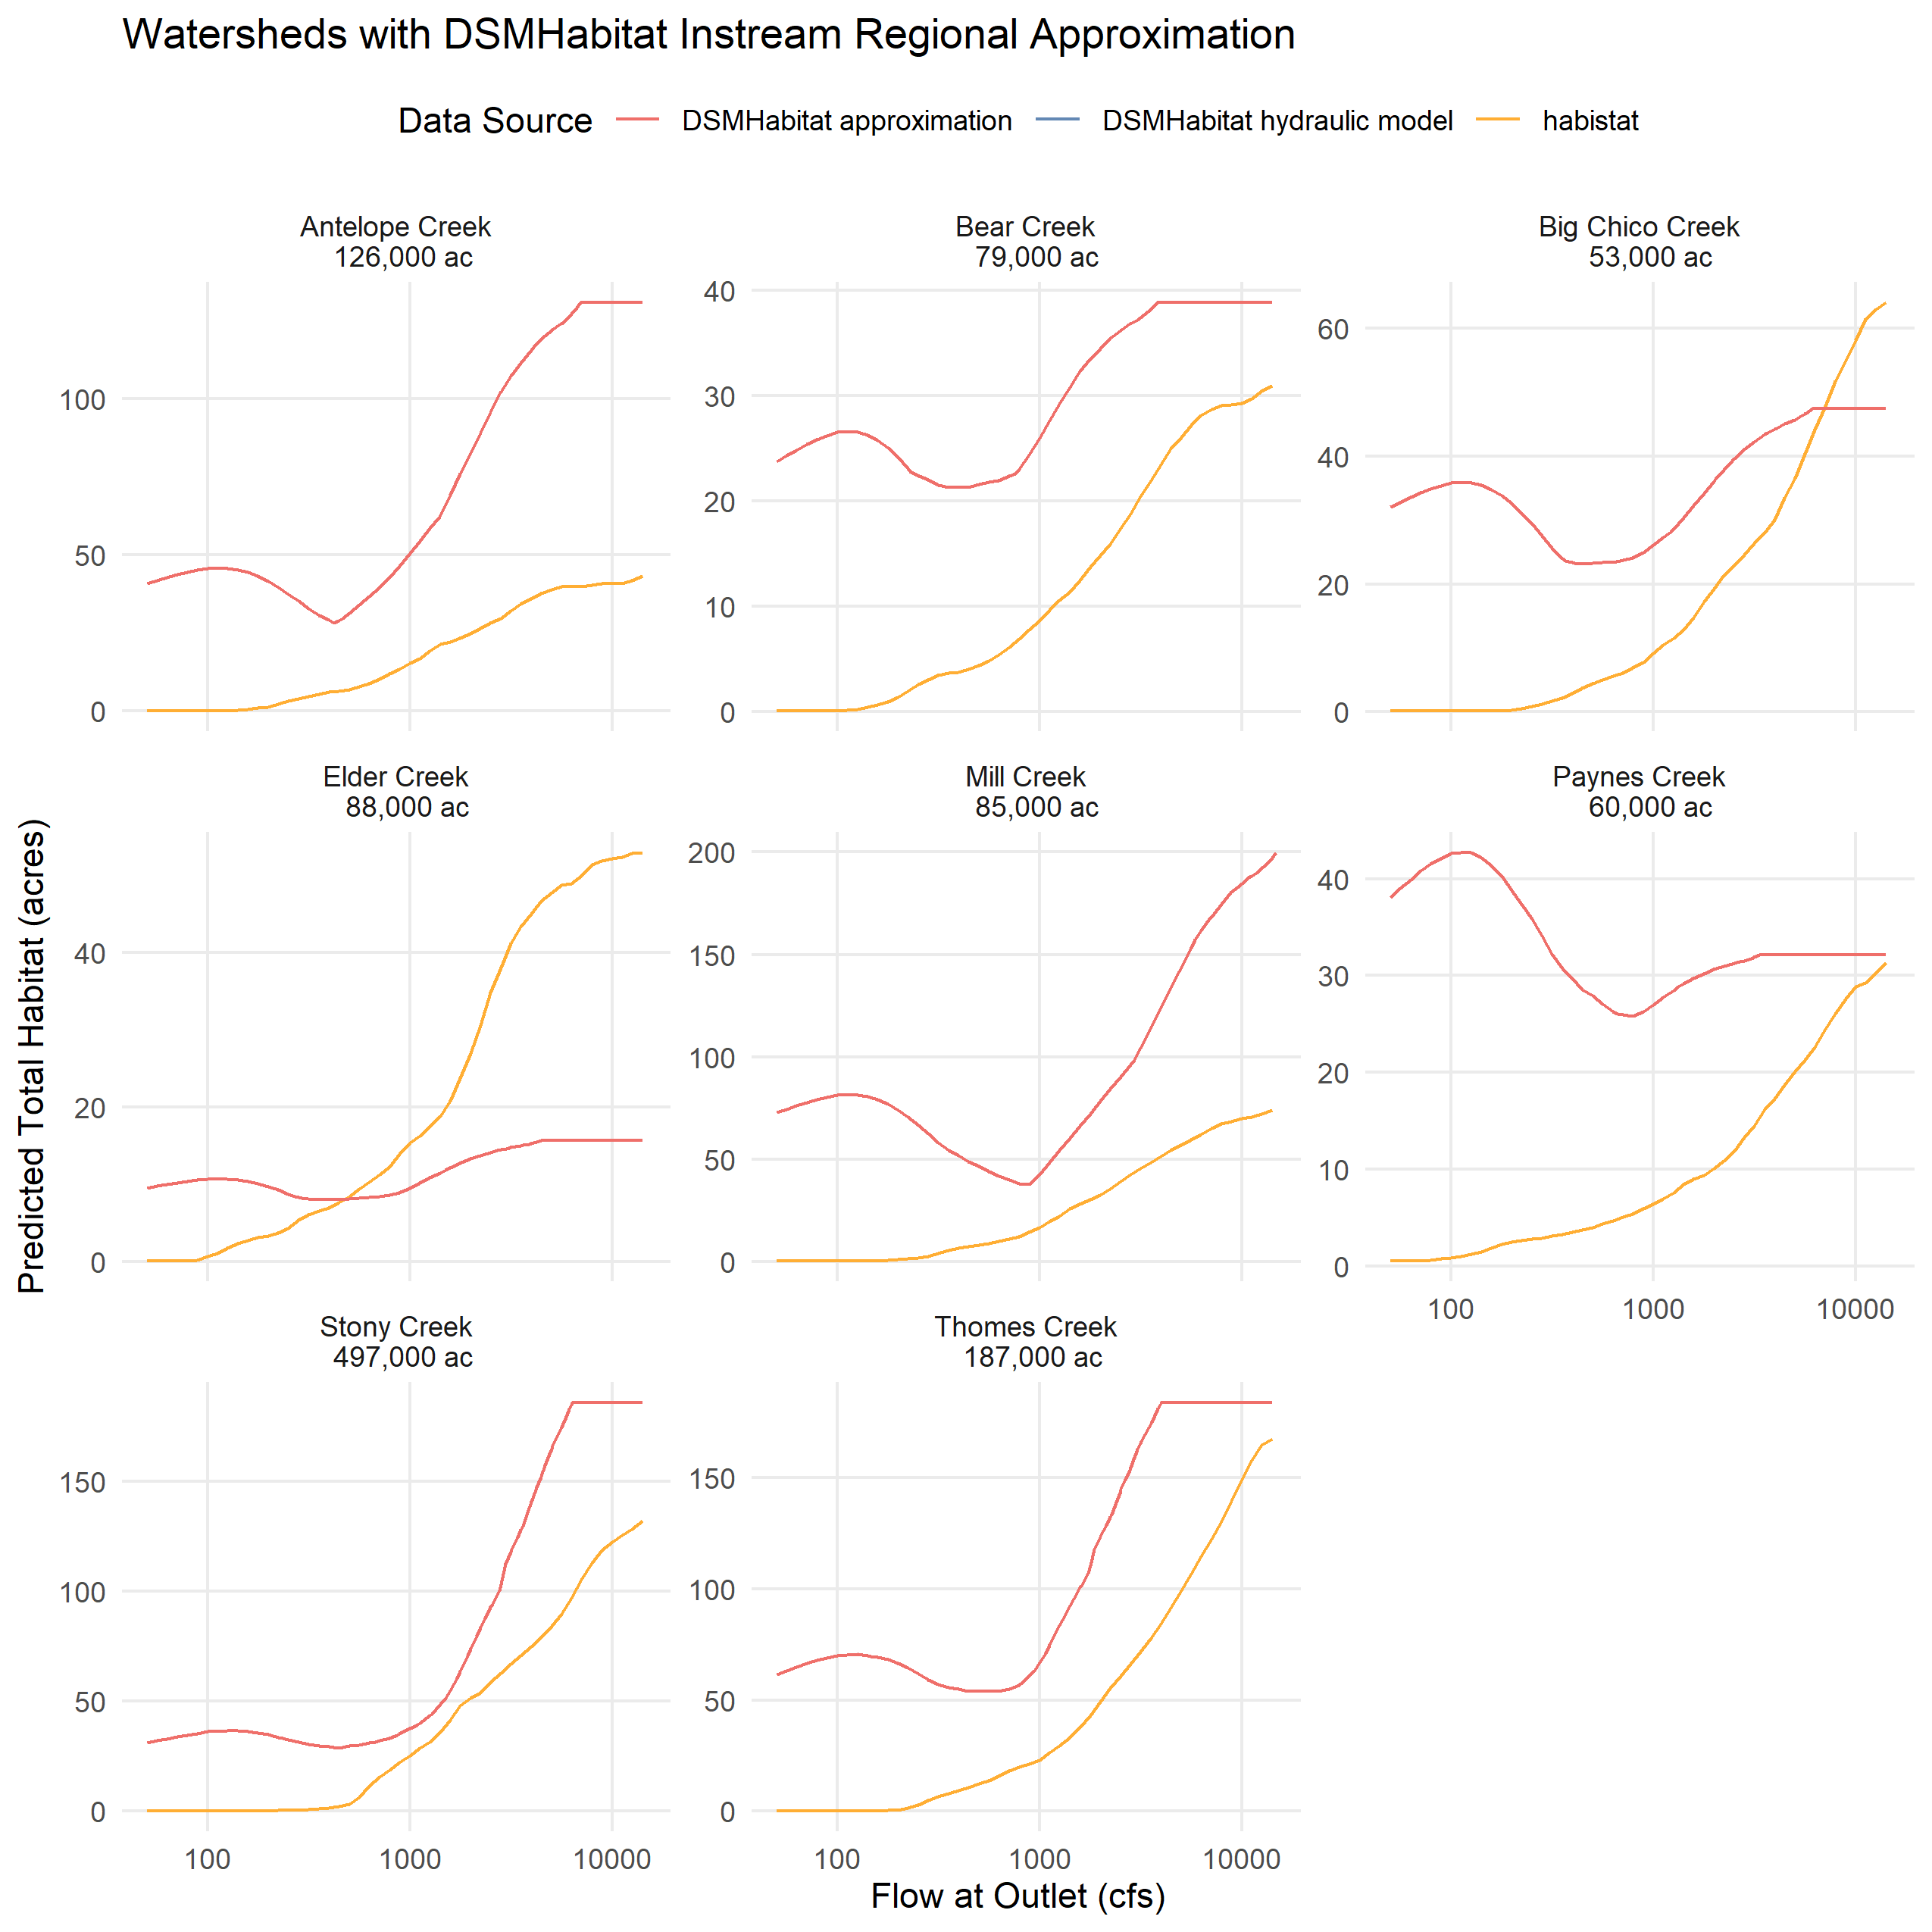 Watersheds with DSMHabitat Instream Regional Approximation
Data Source DSMHabitat approximation DSMHabitat hydraulic model habistat
Antelope Creek
126,000 ac
Bear Creek
79,000 ac
Big Chico Creek
53,000 ac
100
50
0
40
30
20
10
0
60
40
20
0
Elder Creek
88,000 ac
Mill Creek
85,000 ac
Paynes Creek
60,000 ac
40
20
0
200
150
100
50
0
40
30
20
10
0
100 1000 10000
Stony Creek
497,000 ac
Thomes Creek
187,000 ac
150
100
50
0
150
100
50
0
100 1000 10000
100 1000 10000
Flow at Outlet (cfs)
Predicted Total Habitat (acres)